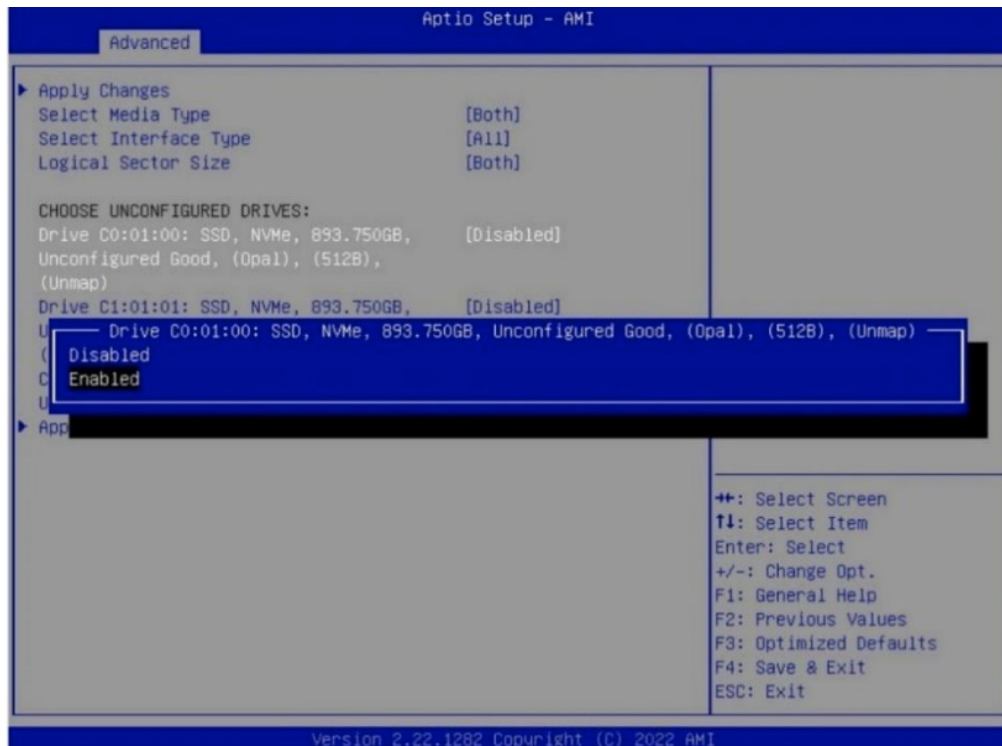 Aptio Setup - AMI
Advanced
Apply Changes
Select Media Type [Both]
Select Interface Type [All]
Logical Sector Size [Both]
CHOOSE UNCONFIGURED DRIVES:
Drive C0:01:00: SSD, NVMe, 893.750GB, [Disabled]
Unconfigured Good, (Opal), (512B),
(Unmap)
Drive C1:01:01: SSD, NVMe, 893.750GB, [Disabled]
U
Drive C0:01:00: SSD, NVMe, 893.750GB, Unconfigured Good, (Opal), (512B), (Unmap)
( Disabled
C Enabled
U
App
→←: Select Screen
↑↓: Select Item
Enter: Select
+/-: Change Opt.
F1: General Help
F2: Previous Values
F3: Optimized Defaults
F4: Save & Exit
ESC: Exit
Version 2.22.1282 Copyright (C) 2022 AMI